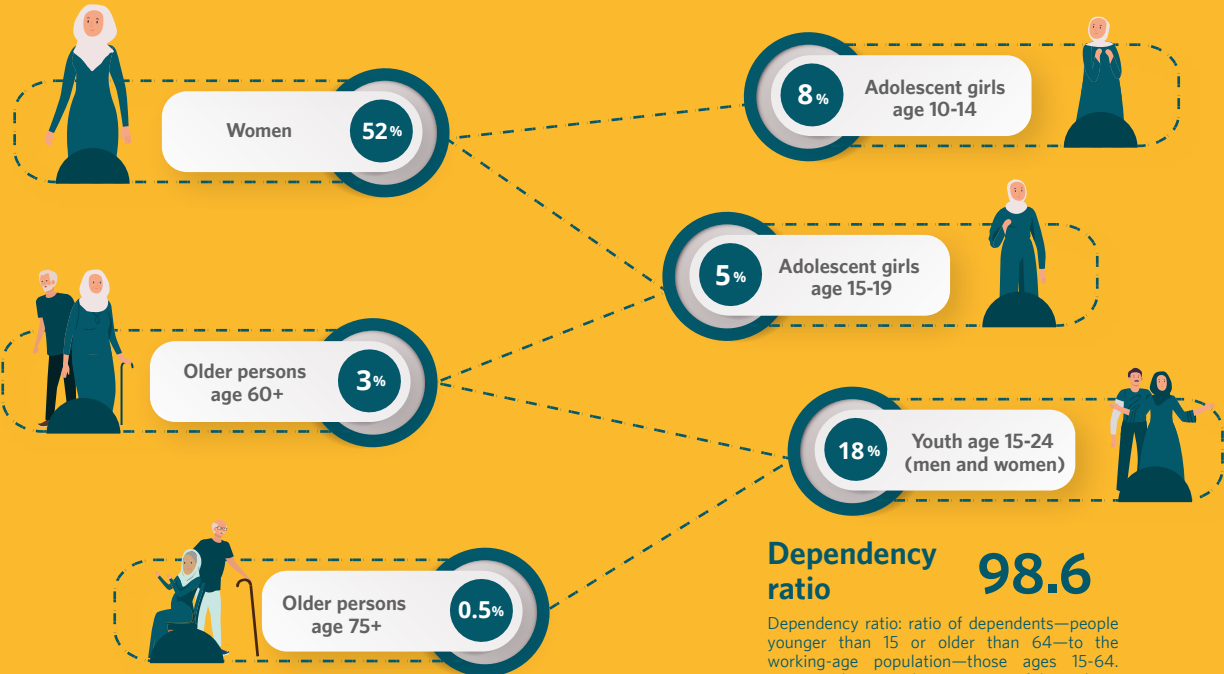 Women
52%
8%
Adolescent girls
age 10-14
5%
Adolescent girls
age 15-19
Older persons
age 60+
3%
18%
Youth age 15-24
(men and women)
Older persons
age 75+
0.5%
Dependency
ratio
98.6
Dependency ratio: ratio of dependents—people
younger than 15 or older than 64—to the
working-age population—those ages 15-64.